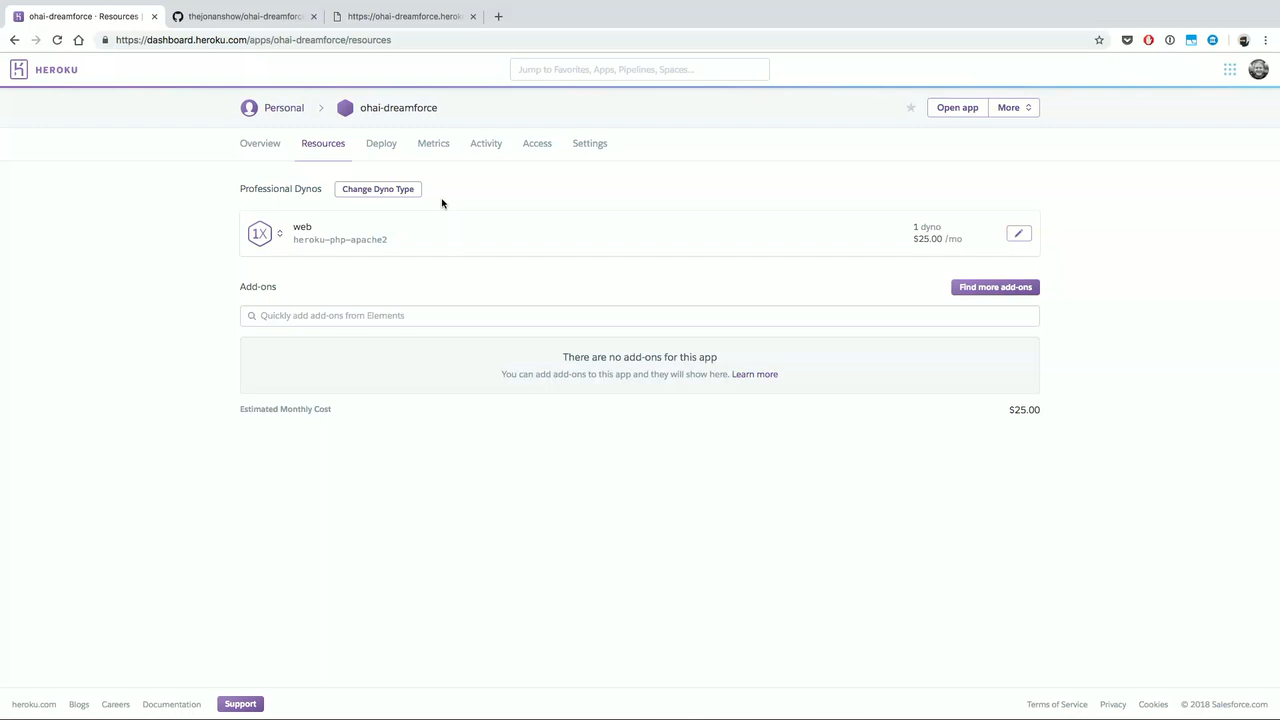 ohai-dreamforce · Resources |
thejonanshow/ohai-dreamforc
https://ohai-dreamforce.herok
https://dashboard.heroku.com/apps/ohai-dreamforce/resources
HEROKU
Jump to Favorites, Apps, Pipelines, Spaces...
Personal
ohai-dreamforce
Open app
More
Overview
Resources
Deploy
Metrics
Activity
Access
Settings
Professional Dynos
Change Dyno Type
1X
web
heroku-php-apache2
1 dyno
$25.00 /mo
Add-ons
Find more add-ons
Quickly add add-ons from Elements
There are no add-ons for this app
You can add add-ons to this app and they will show here. Learn more
Estimated Monthly Cost
$25.00
heroku.com
Blogs
Careers
Documentation
Support
Terms of Service
Privacy
Cookies
© 2018 Salesforce.com